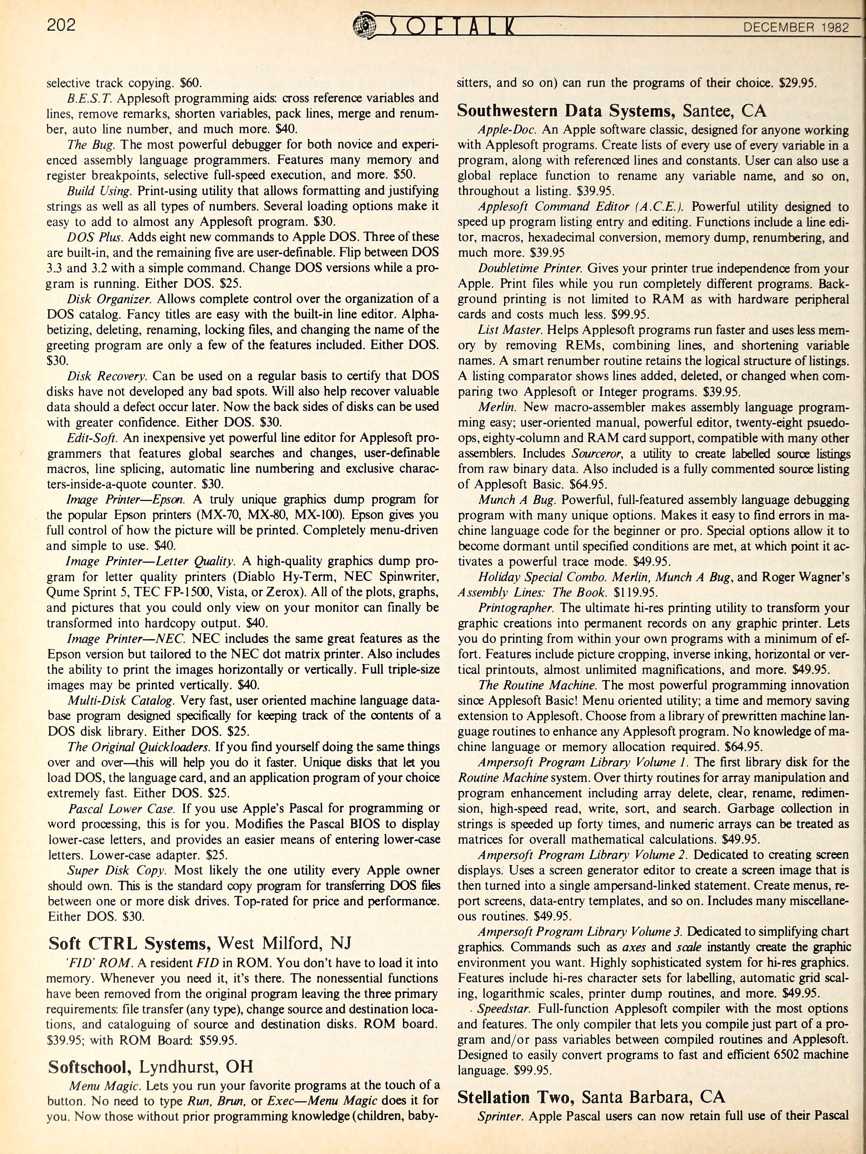 202
SOFTALK
DECEMBER 1982
selective track copying. $60.
B.E.S.T. Applesoft programming aids: cross reference variables and
lines, remove remarks, shorten variables, pack lines, merge and renum-
ber, auto line number, and much more. $40.
The Bug. The most powerful debugger for both novice and experi-
enced assembly language programmers. Features many memory and
register breakpoints, selective full-speed execution, and more. $50.
Build Using. Print-using utility that allows formatting and justifying
strings as well as all types of numbers. Several loading options make it
easy to add to almost any Applesoft program. $30.
DOS Plus. Adds eight new commands to Apple DOS. Three of these
are built-in, and the remaining five are user-definable. Flip between DOS
3.3 and 3.2 with a simple command. Change DOS versions while a pro-
gram is running. Either DOS. $25.
Disk Organizer. Allows complete control over the organization of a
DOS catalog. Fancy titles are easy with the built-in line editor. Alpha-
betizing, deleting, renaming, locking files, and changing the name of the
greeting program are only a few of the features included. Either DOS.
$30.
Disk Recovery. Can be used on a regular basis to certify that DOS
disks have not developed any bad spots. Will also help recover valuable
data should a defect occur later. Now the back sides of disks can be used
with greater confidence. Either DOS. $30.
Edit-Soft. An inexpensive yet powerful line editor for Applesoft pro-
grammers that features global searches and changes, user-definable
macros, line splicing, automatic line numbering and exclusive charac-
ters-inside-a-quote counter. $30.
Image Printer—Epson. A truly unique graphics dump program for
the popular Epson printers (MX-70, MX-80, MX-100). Epson gives you
full control of how the picture will be printed. Completely menu-driven
and simple to use. $40.
Image Printer—Letter Quality. A high-quality graphics dump pro-
gram for letter quality printers (Diablo Hy-Term, NEC Spinwriter,
Qume Sprint 5, TEC FP-1500, Vista, or Zerox). All of the plots, graphs,
and pictures that you could only view on your monitor can finally be
transformed into hardcopy output. $40.
Image Printer—NEC. NEC includes the same great features as the
Epson version but tailored to the NEC dot matrix printer. Also includes
the ability to print the images horizontally or vertically. Full triple-size
images may be printed vertically. $40.
Multi-Disk Catalog. Very fast, user oriented machine language data-
base program designed specifically for keeping track of the contents of a
DOS disk library. Either DOS. $25.
The Original Quickloaders. If you find yourself doing the same things
over and over—this will help you do it faster. Unique disks that let you
load DOS, the language card, and an application program of your choice
extremely fast. Either DOS. $25.
Pascal Lower Case. If you use Apple's Pascal for programming or
word processing, this is for you. Modifies the Pascal BIOS to display
lower-case letters, and provides an easier means of entering lower-case
letters. Lower-case adapter. $25.
Super Disk Copy. Most likely the one utility every Apple owner
should own. This is the standard copy program for transferring DOS files
between one or more disk drives. Top-rated for price and performance.
Either DOS. $30.
Soft CTRL Systems, West Milford, NJ
'FID' ROM. A resident FID in ROM. You don't have to load it into
memory. Whenever you need it, it's there. The nonessential functions
have been removed from the original program leaving the three primary
requirements: file transfer (any type), change source and destination loca-
tions, and cataloguing of source and destination disks. ROM board.
$39.95; with ROM Board: $59.95.
Softschool, Lyndhurst, OH
Menu Magic. Lets you run your favorite programs at the touch of a
button. No need to type Run, Brun, or Exec—Menu Magic does it for
you. Now those without prior programming knowledge (children, baby-
sitters, and so on) can run the programs of their choice. $29.95.
Southwestern Data Systems, Santee, CA
Apple-Doc. An Apple software classic, designed for anyone working
with Applesoft programs. Create lists of every use of every variable in a
program, along with referenced lines and constants. User can also use a
global replace function to rename any variable name, and so on,
throughout a listing. $39.95.
Applesoft Command Editor (A.C.E.). Powerful utility designed to
speed up program listing entry and editing. Functions include a line edi-
tor, macros, hexadecimal conversion, memory dump, renumbering, and
much more. $39.95
Doubletime Printer. Gives your printer true independence from your
Apple. Print files while you run completely different programs. Back-
ground printing is not limited to RAM as with hardware peripheral
cards and costs much less. $99.95.
List Master. Helps Applesoft programs run faster and uses less mem-
ory by removing REMs, combining lines, and shortening variable
names. A smart renumber routine retains the logical structure of listings.
A listing comparator shows lines added, deleted, or changed when com-
paring two Applesoft or Integer programs. $39.95.
Merlin. New macro-assembler makes assembly language program-
ming easy; user-oriented manual, powerful editor, twenty-eight psuedo-
ops, eighty-column and RAM card support, compatible with many other
assemblers. Includes Sourceror, a utility to create labelled source listings
from raw binary data. Also included is a fully commented source listing
of Applesoft Basic. $64.95.
Munch A Bug. Powerful, full-featured assembly language debugging
program with many unique options. Makes it easy to find errors in ma-
chine language code for the beginner or pro. Special options allow it to
become dormant until specified conditions are met, at which point it ac-
tivates a powerful trace mode. $49.95.
Holiday Special Combo. Merlin, Munch A Bug, and Roger Wagner's
Assembly Lines: The Book. $119.95.
Printographer. The ultimate hi-res printing utility to transform your
graphic creations into permanent records on any graphic printer. Lets
you do printing from within your own programs with a minimum of ef-
fort. Features include picture cropping, inverse inking, horizontal or ver-
tical printouts, almost unlimited magnifications, and more. $49.95.
The Routine Machine. The most powerful programming innovation
since Applesoft Basic! Menu oriented utility; a time and memory saving
extension to Applesoft. Choose from a library of prewritten machine lan-
guage routines to enhance any Applesoft program. No knowledge of ma-
chine language or memory allocation required. $64.95.
Ampersoft Program Library Volume 1. The first library disk for the
Routine Machine system. Over thirty routines for array manipulation and
program enhancement including array delete, clear, rename, redimen-
sion, high-speed read, write, sort, and search. Garbage collection in
strings is speeded up forty times, and numeric arrays can be treated as
matrices for overall mathematical calculations. $49.95.
Ampersoft Program Library Volume 2. Dedicated to creating screen
displays. Uses a screen generator editor to create a screen image that is
then turned into a single ampersand-linked statement. Create menus, re-
port screens, data-entry templates, and so on. Includes many miscellane-
ous routines. $49.95.
Ampersoft Program Library Volume 3. Dedicated to simplifying chart
graphics. Commands such as axes and scale instantly create the graphic
environment you want. Highly sophisticated system for hi-res graphics.
Features include hi-res character sets for labelling, automatic grid scal-
ing, logarithmic scales, printer dump routines, and more. $49.95.
Speedstar. Full-function Applesoft compiler with the most options
and features. The only compiler that lets you compile just part of a pro-
gram and/or pass variables between compiled routines and Applesoft.
Designed to easily convert programs to fast and efficient 6502 machine
language. $99.95.
Stellation Two, Santa Barbara, CA
Sprinter. Apple Pascal users can now retain full use of their Pascal